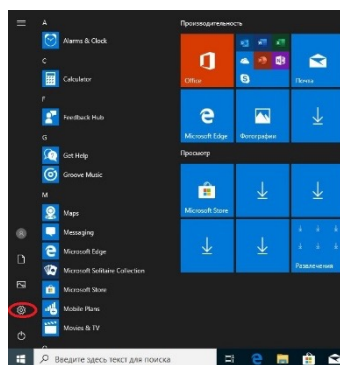 A
Alarms & Clock
C
Calculator
F
Feedback Hub
G
Get Help
Groove Music
M
Maps
Messaging
Microsoft Edge
Microsoft Solitaire Collection
Microsoft Store
Mobile Plans
Movies & TV
Производительность
Office
Почта
Microsoft Edge
Фотографии
Просмотр
Microsoft Store
Развлечения
Введите здесь текст для поиска